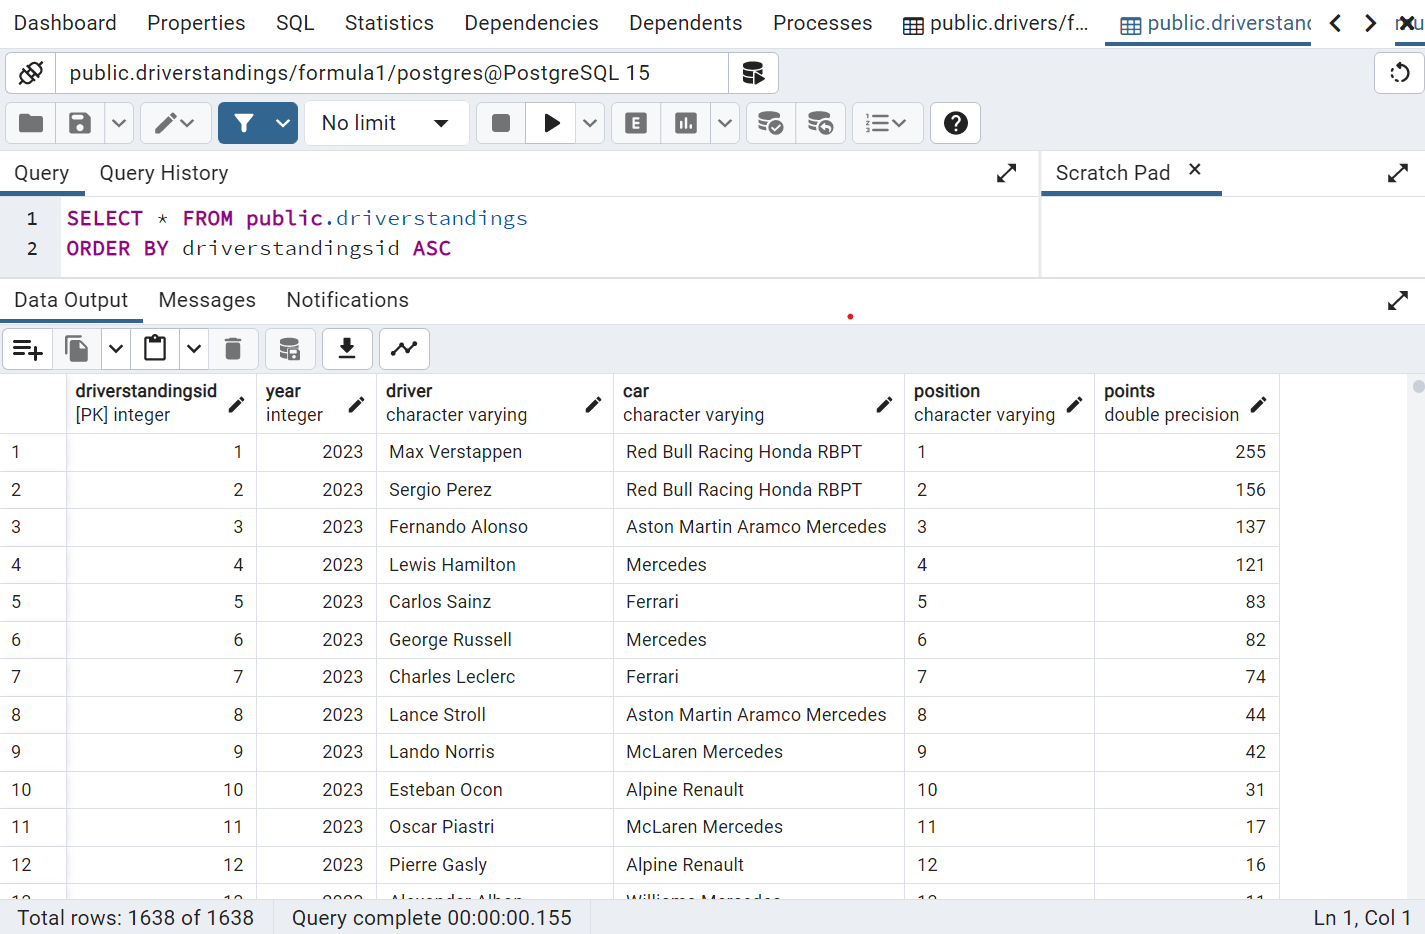 Dashboard Properties SQL Statistics Dependencies Dependents Processes public.drivers/f... public.driverstand
public.driverstandings/formula1/postgres@PostgreSQL 15
No limit E
Query Query History Scratch Pad
1 SELECT * FROM public.driverstandings
2 ORDER BY driverstandingsid ASC
Data Output Messages Notifications
driverstandingsid year driver car position points
[PK] integer integer character varying character varying character varying double precision
1 1 2023 Max Verstappen Red Bull Racing Honda RBPT 1 255
2 2 2023 Sergio Perez Red Bull Racing Honda RBPT 2 156
3 3 2023 Fernando Alonso Aston Martin Aramco Mercedes 3 137
4 4 2023 Lewis Hamilton Mercedes 4 121
5 5 2023 Carlos Sainz Ferrari 5 83
6 6 2023 George Russell Mercedes 6 82
7 7 2023 Charles Leclerc Ferrari 7 74
8 8 2023 Lance Stroll Aston Martin Aramco Mercedes 8 44
9 9 2023 Lando Norris McLaren Mercedes 9 42
10 10 2023 Esteban Ocon Alpine Renault 10 31
11 11 2023 Oscar Piastri McLaren Mercedes 11 17
12 12 2023 Pierre Gasly Alpine Renault 12 16
Total rows: 1638 of 1638 Query complete 00:00:00.155 Ln 1, Col 1